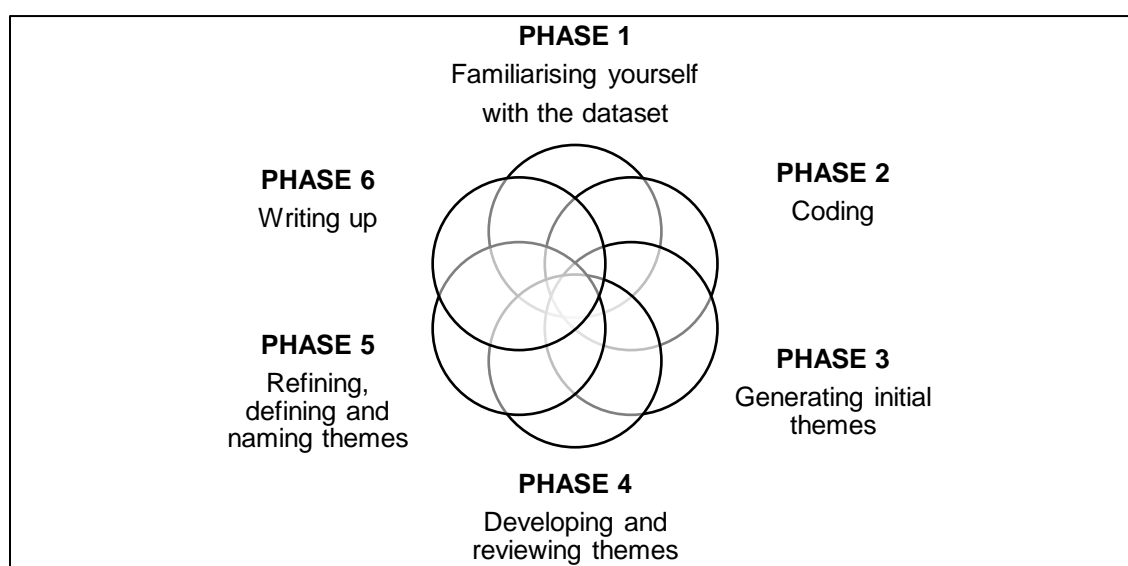 PHASE 1
Familiarising yourself
with the dataset
PHASE 2
Coding
PHASE 3
Generating initial
themes
PHASE 4
Developing and
reviewing themes
PHASE 5
Refining,
defining and
naming themes
PHASE 6
Writing up